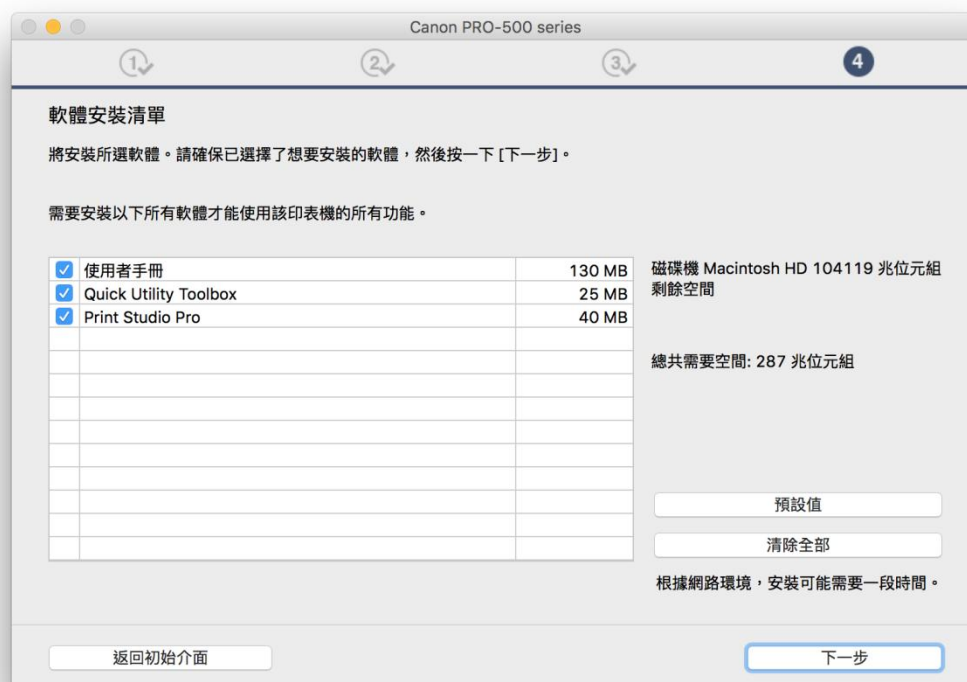 Canon PRO-500 series
1
2
3
4
軟體安裝清單
將安裝所選軟體。請確保已選擇了想要安裝的軟體，然後按一下 [下一步]。
需要安裝以下所有軟體才能使用該印表機的所有功能。
使用者手冊 130 MB
Quick Utility Toolbox 25 MB
Print Studio Pro 40 MB
磁碟機 Macintosh HD 104119 兆位元組
剩餘空間
總共需要空間: 287 兆位元組
預設值
清除全部
根據網路環境，安裝可能需要一段時間。
返回初始介面
下一步